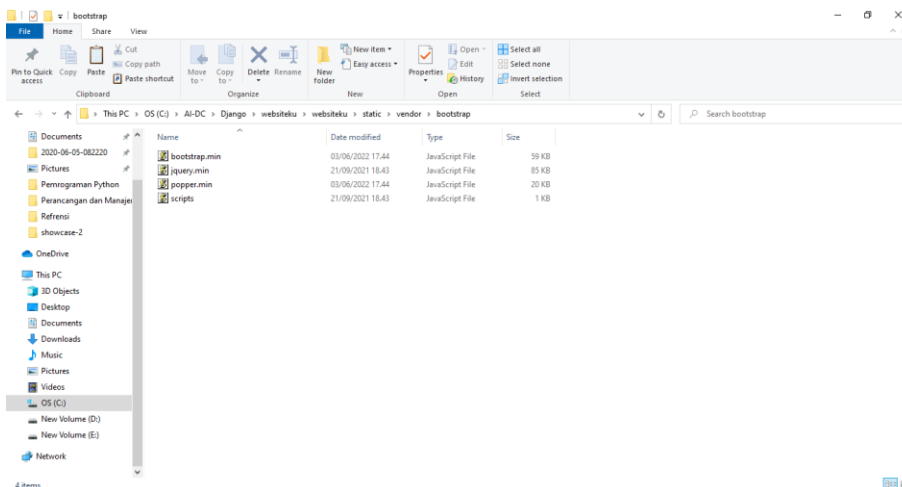 bootstrap
File Home Share View
Pin to Quick access
Copy
Paste
Cut
Copy path
Paste shortcut
Clipboard
Move to
Copy to
Delete
Rename
Organize
New folder
New item
Easy access
New
Properties
Open
Edit
History
Open
Select all
Select none
Invert selection
Select
This PC > OS (C:) > AI-DC > Django > websiteku > websiteku > static > vendor > bootstrap
Search bootstrap
Name Date modified Type Size
bootstrap.min 03/06/2022 17.44 JavaScript File 59 KB
jquery.min 21/09/2021 18.43 JavaScript File 85 KB
popper.min 03/06/2022 17.44 JavaScript File 20 KB
scripts 21/09/2021 18.43 JavaScript File 1 KB
Documents
2020-06-05-082220
Pictures
Pemrograman Python
Perancangan dan Manajer
Refrensi
showcase-2
OneDrive
This PC
3D Objects
Desktop
Documents
Downloads
Music
Pictures
Videos
OS (C:)
New Volume (D:)
New Volume (E:)
Network
4 items